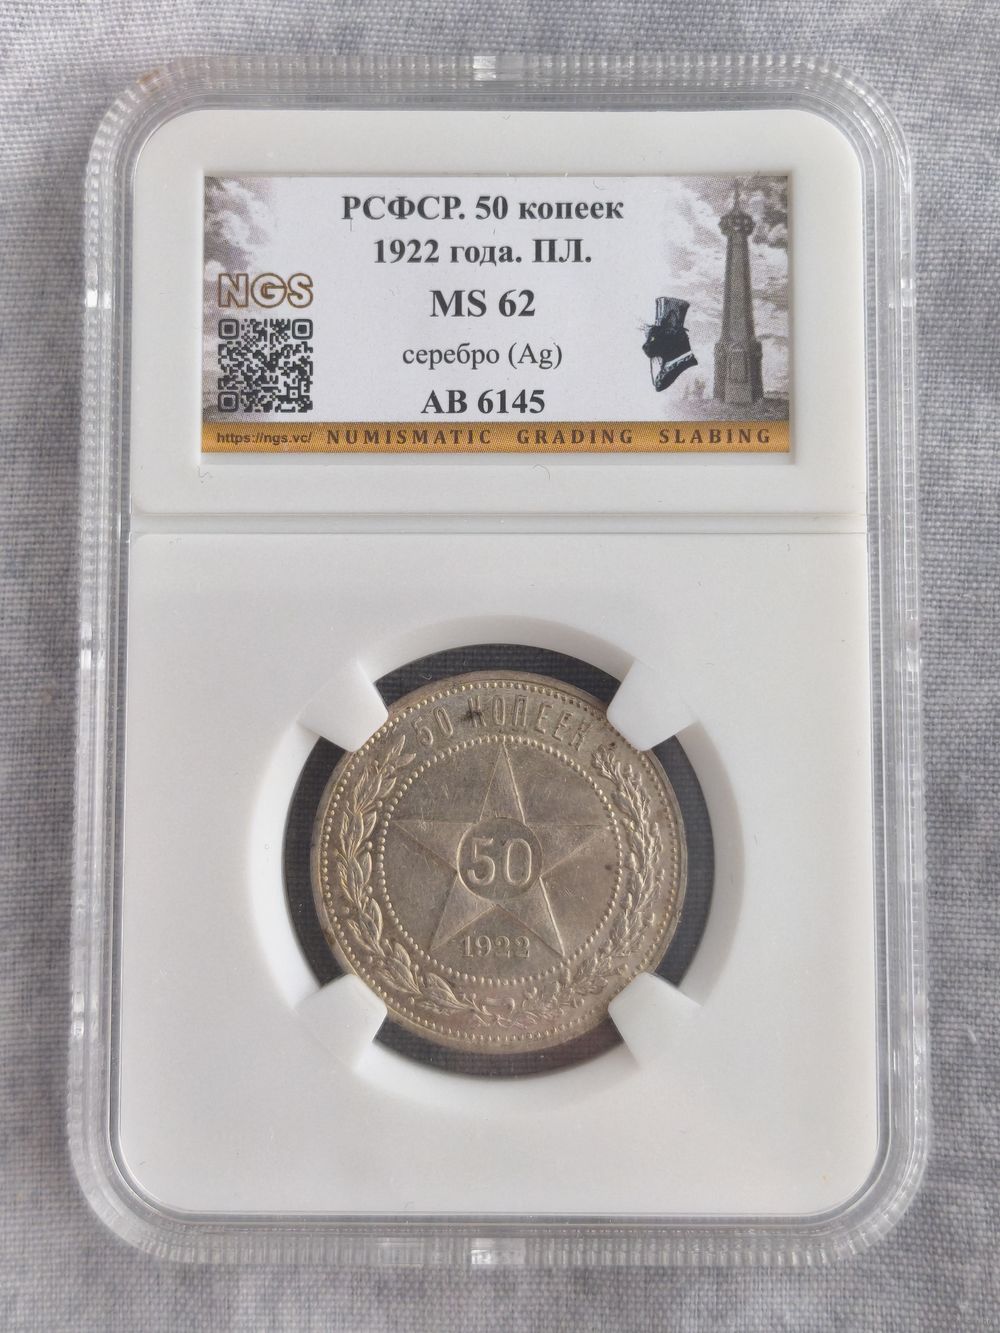 РСФСР. 50 копеек
1922 года. ПЛ.
NGS
MS 62
серебро (Ag)
АВ 6145
https://ngs.vc/ NUMISMATIC GRADING SLABING
50 КОПЕЕК
50
1922